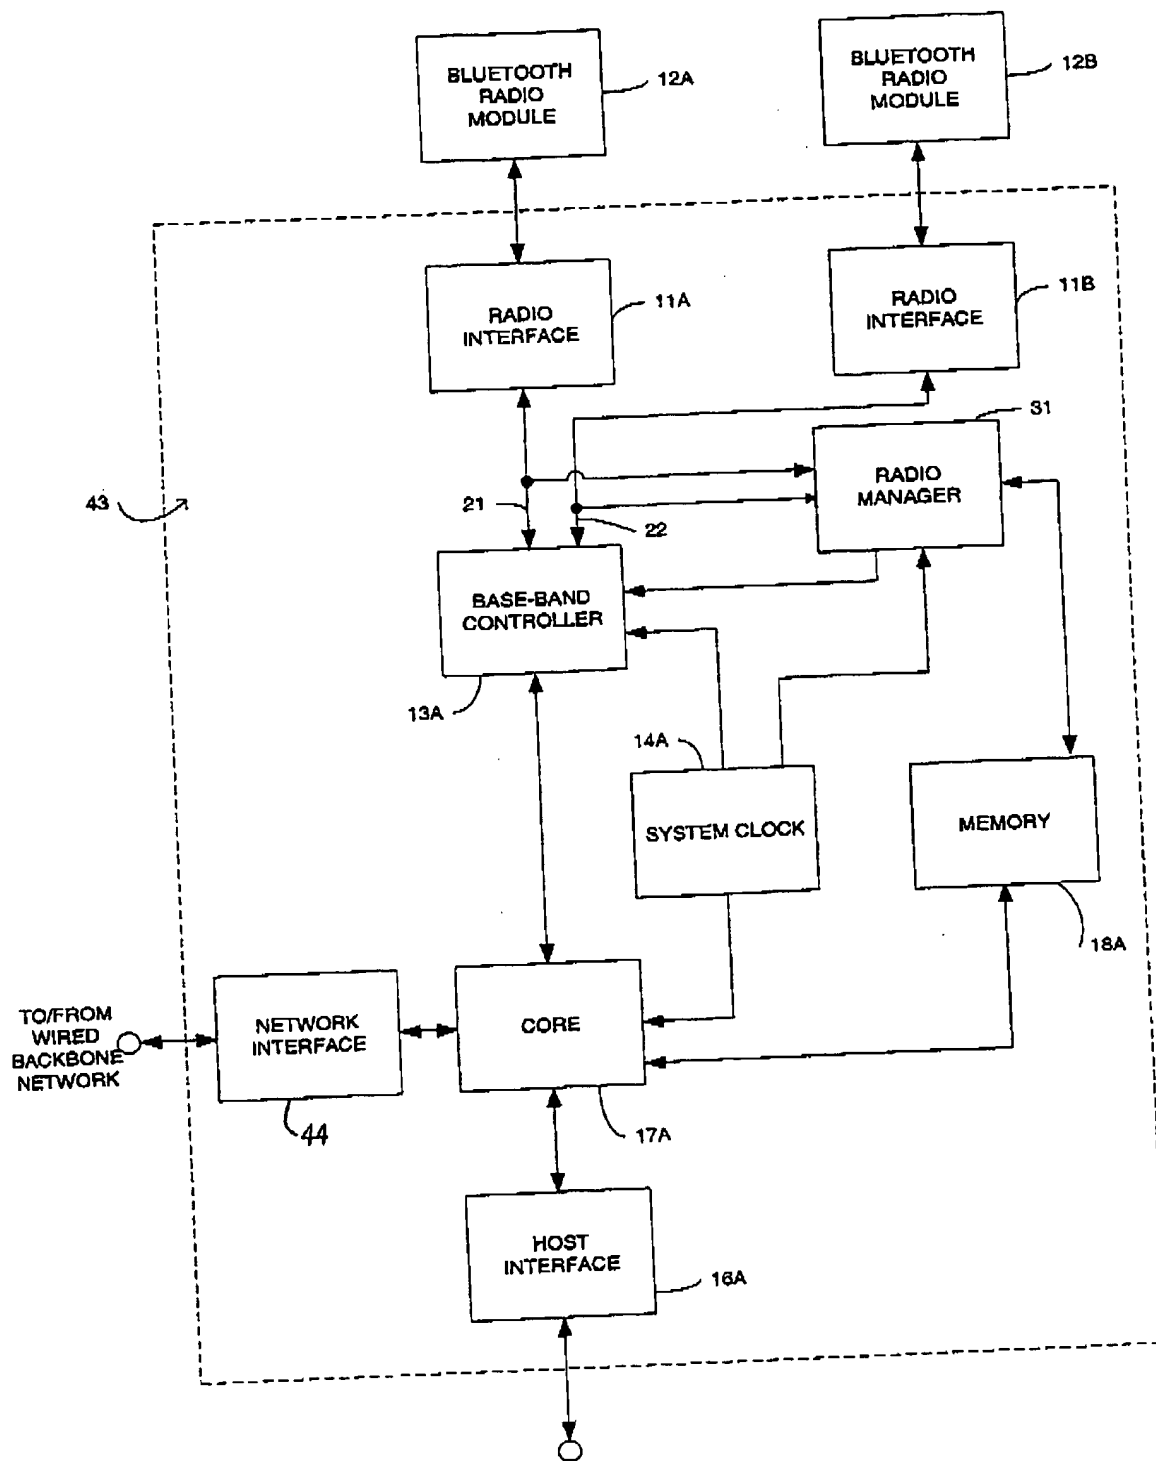 BLUETOOTH
RADIO
MODULE
12A
BLUETOOTH
RADIO
MODULE
12B
RADIO
INTERFACE
11A
RADIO
INTERFACE
11B
31
RADIO
MANAGER
43
21
22
BASE-BAND
CONTROLLER
13A
14A
SYSTEM CLOCK
MEMORY
18A
TO/FROM
WIRED
BACKBONE
NETWORK
NETWORK
INTERFACE
44
CORE
17A
HOST
INTERFACE
16A